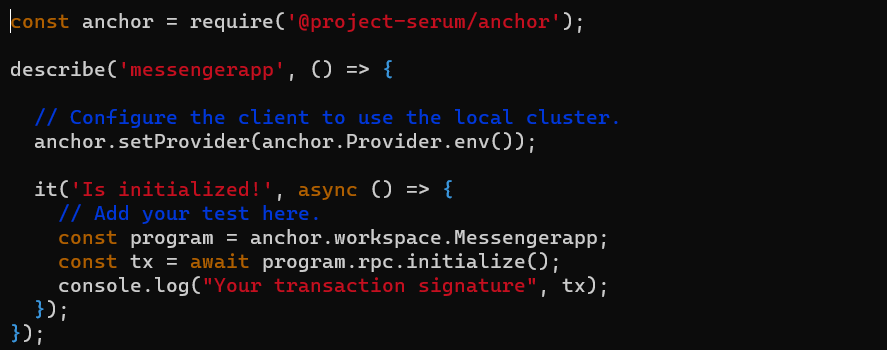 const anchor = require('@project-serum/anchor');
describe('messengerapp', () => {
// Configure the client to use the local cluster.
anchor.setProvider(anchor.Provider.env());
it('Is initialized!', async () => {
// Add your test here.
const program = anchor.workspace.Messengerapp;
const tx = await program.rpc.initialize();
console.log("Your transaction signature", tx);
});
});